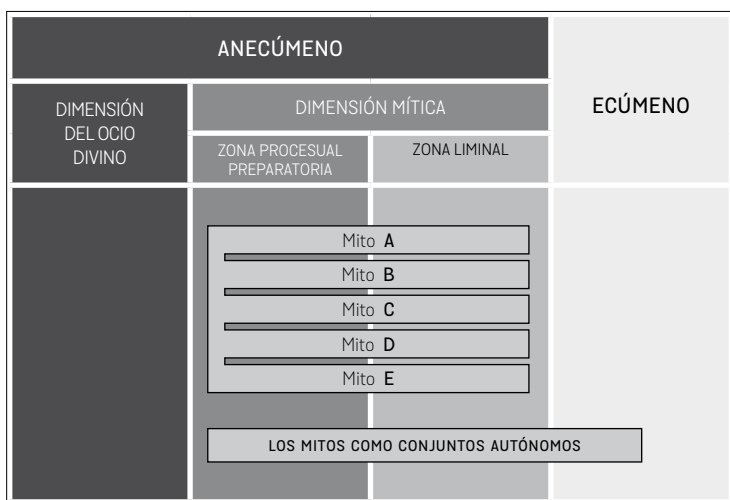 ANECÚMENO
ECÚMENO
DIMENSIÓN
DEL OCIO
DIVINO
DIMENSIÓN MÍTICA
ZONA PROCESUAL
PREPARATORIA
ZONA LIMINAL
Mito A
Mito B
Mito C
Mito D
Mito E
LOS MITOS COMO CONJUNTOS AUTÓNOMOS